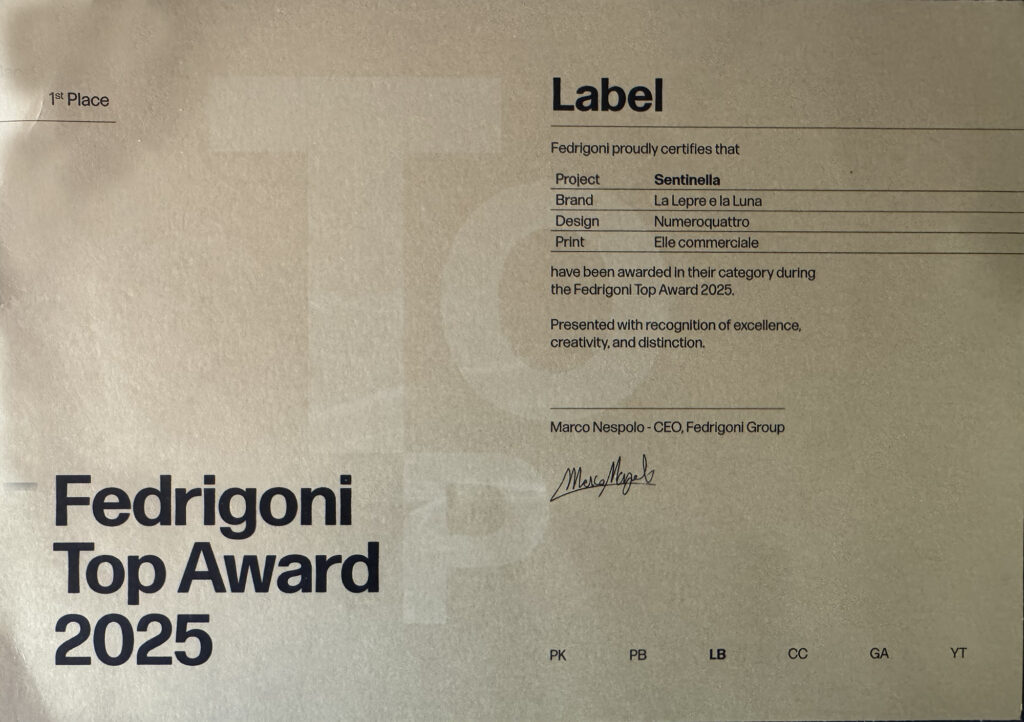 1st Place
Label
Fedrigoni proudly certifies that
Project Sentinella
Brand La Lepre e la Luna
Design Numeroquattro
Print Elle commerciale
have been awarded in their category during
the Fedrigoni Top Award 2025.
Presented with recognition of excellence,
creativity, and distinction.
Marco Nespolo - CEO, Fedrigoni Group
TO
P
Fedrigoni
Top Award
2025
PK PB LB CC GA YT